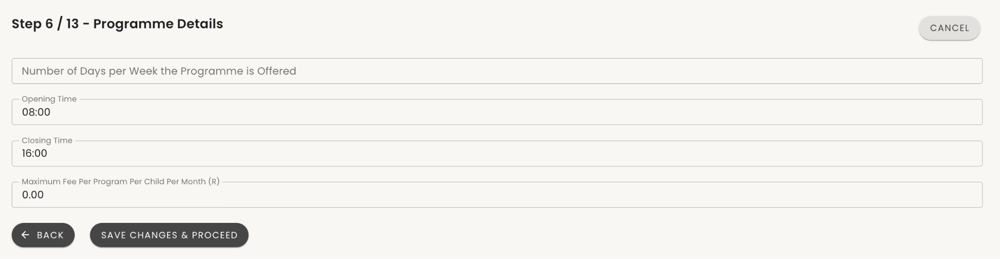 Step 6 / 13 - Programme Details
CANCEL
Number of Days per Week the Programme is Offered
Opening Time
08:00
Closing Time
16:00
Maximum Fee Per Program Per Child Per Month (R)
0.00
← BACK
SAVE CHANGES & PROCEED